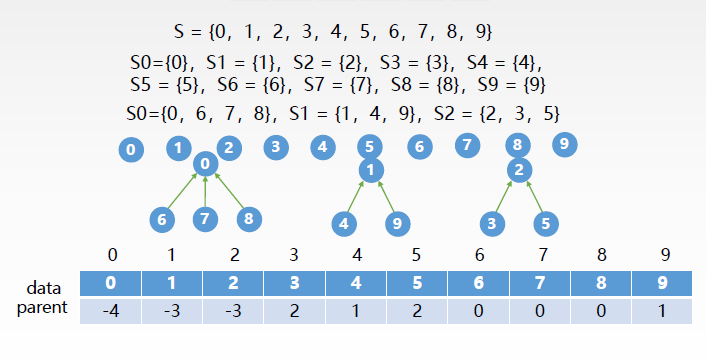 S = {0, 1, 2, 3, 4, 5, 6, 7, 8, 9}
S0={0}, S1 = {1}, S2 = {2}, S3 = {3}, S4 = {4},
S5 = {5}, S6 = {6}, S7 = {7}, S8 = {8}, S9 = {9}
S0={0, 6, 7, 8}, S1 = {1, 4, 9}, S2 = {2, 3, 5}
0 1 2 3 4 5 6 7 8 9
0 1 2
6 7 8 4 9 3 5
0 1 2 3 4 5 6 7 8 9
data 0 1 2 3 4 5 6 7 8 9
parent -4 -3 -3 2 1 2 0 0 0 1